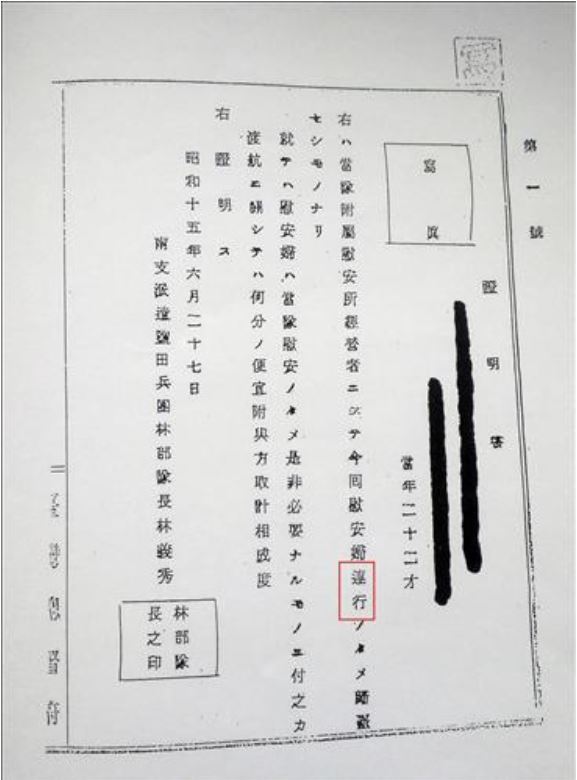 寫
第一號
寫真
證明書
當年二十二才
右ハ當隊附屬慰安所經營者ニシテ今回慰安婦連行ノタメ歸臺
セシモノナリ
就テハ慰安婦ハ當隊慰安ノタメ是非必要ナルモノニ付之カ
渡航ニ關シテハ何分ノ便宜附與方取計相成度
右證明ス
昭和十五年六月二十七日
南支派遣鹽田兵團林部隊長林義秀
林部隊
長之印